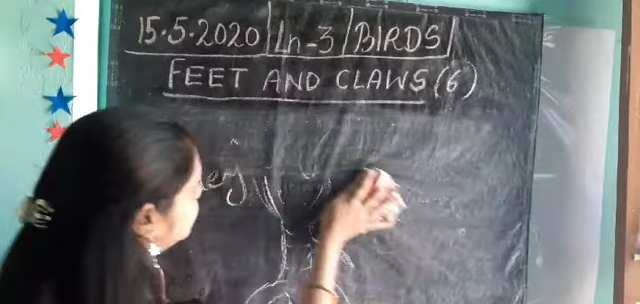 15.5.2020 | Ln-3 | BIRDS |
FEET AND CLAWS (6)